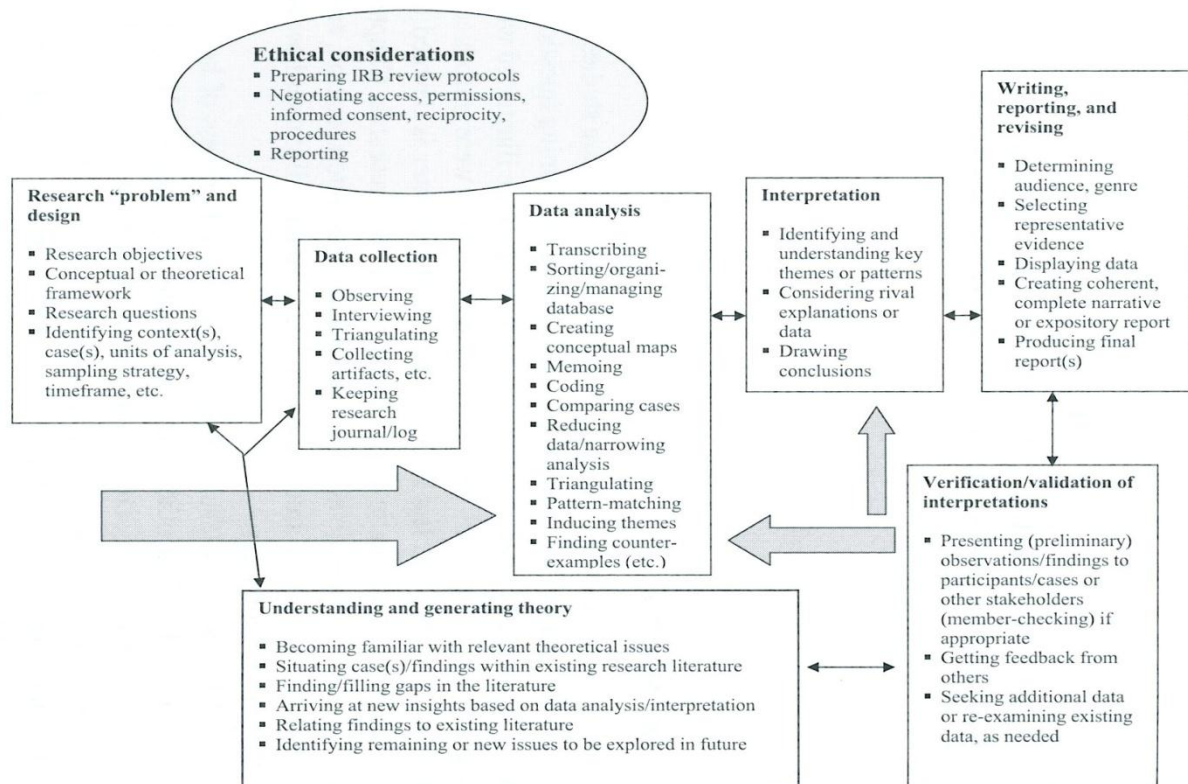 Ethical considerations
▪ Preparing IRB review protocols
▪ Negotiating access, permissions,
informed consent, reciprocity,
procedures
▪ Reporting
Research “problem” and
design
▪ Research objectives
▪ Conceptual or theoretical
framework
▪ Research questions
▪ Identifying context(s),
case(s), units of analysis,
sampling strategy,
timeframe, etc.
Data collection
▪ Observing
▪ Interviewing
▪ Triangulating
▪ Collecting
artifacts, etc.
▪ Keeping
research
journal/log
Data analysis
▪ Transcribing
▪ Sorting/organi-
zing/managing
database
▪ Creating
conceptual maps
▪ Memoing
▪ Coding
▪ Comparing cases
▪ Reducing
data/narrowing
analysis
▪ Triangulating
▪ Pattern-matching
▪ Inducing themes
▪ Finding counter-
examples (etc.)
Interpretation
▪ Identifying and
understanding key
themes or patterns
▪ Considering rival
explanations or
data
▪ Drawing
conclusions
Writing,
reporting, and
revising
▪ Determining
audience, genre
▪ Selecting
representative
evidence
▪ Displaying data
▪ Creating coherent,
complete narrative
or expository report
▪ Producing final
report(s)
Verification/validation of
interpretations
▪ Presenting (preliminary)
observations/findings to
participants/cases or
other stakeholders
(member-checking) if
appropriate
▪ Getting feedback from
others
▪ Seeking additional data
or re-examining existing
data, as needed
Understanding and generating theory
▪ Becoming familiar with relevant theoretical issues
▪ Situating case(s)/findings within existing research literature
▪ Finding/filling gaps in the literature
▪ Arriving at new insights based on data analysis/interpretation
▪ Relating findings to existing literature
▪ Identifying remaining or new issues to be explored in future